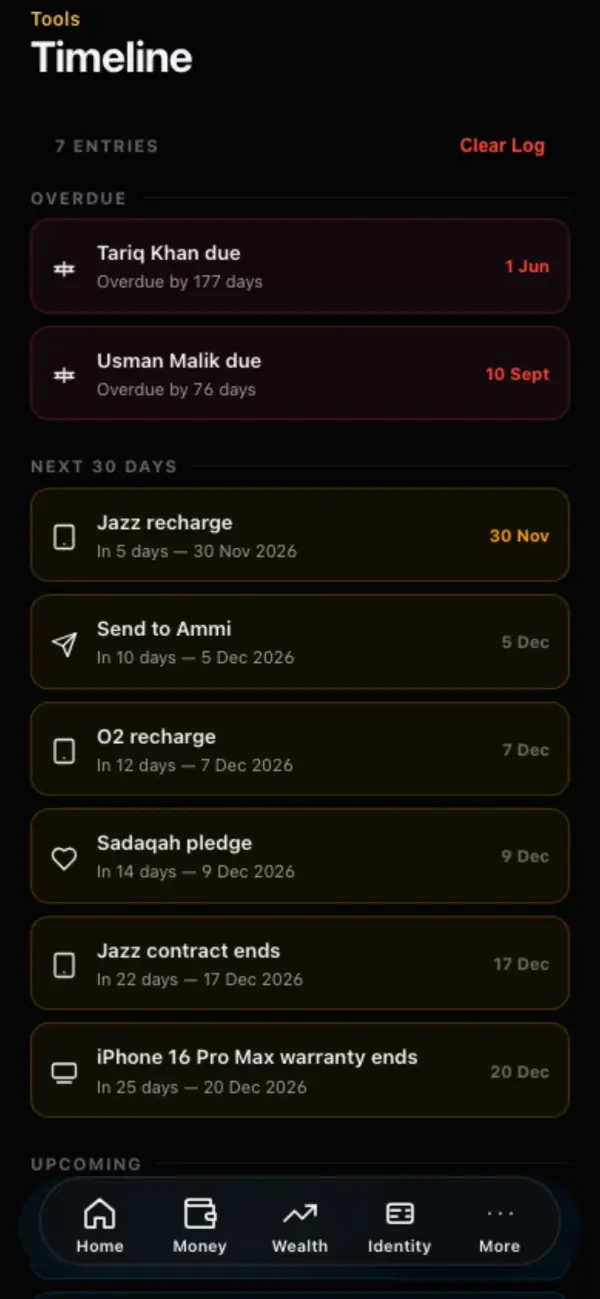 Tools
Timeline
7 ENTRIES
Clear Log
OVERDUE
Tariq Khan due
Overdue by 177 days
1 Jun
Usman Malik due
Overdue by 76 days
10 Sept
NEXT 30 DAYS
Jazz recharge
In 5 days — 30 Nov 2026
30 Nov
Send to Ammi
In 10 days — 5 Dec 2026
5 Dec
O2 recharge
In 12 days — 7 Dec 2026
7 Dec
Sadaqah pledge
In 14 days — 9 Dec 2026
9 Dec
Jazz contract ends
In 22 days — 17 Dec 2026
17 Dec
iPhone 16 Pro Max warranty ends
In 25 days — 20 Dec 2026
20 Dec
UPCOMING
Home
Money
Wealth
Identity
More